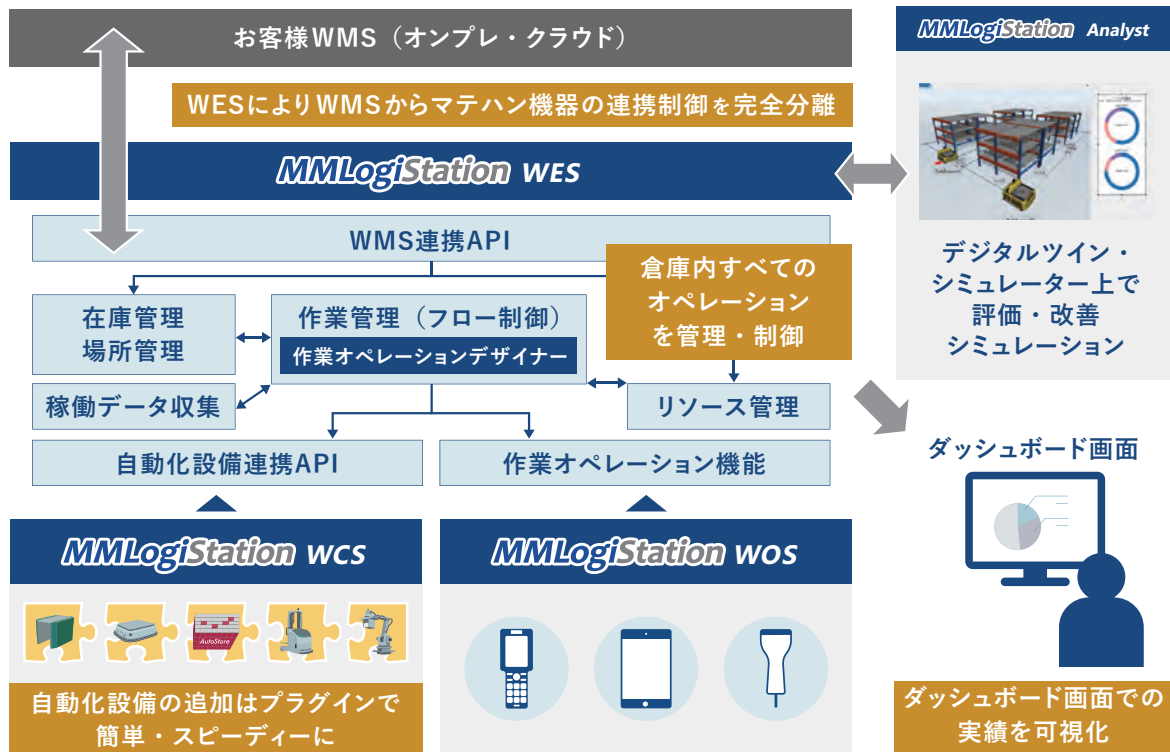 お客様WMS（オンプレ・クラウド）
WESによりWMSからマテハン機器の連携制御を完全分離
MMLogiStation WES
WMS連携API
倉庫内すべての
オペレーション
を管理・制御
在庫管理
場所管理
作業管理（フロー制御）
作業オペレーションデザイナー
稼働データ収集
リソース管理
自動化設備連携API
作業オペレーション機能
MMLogiStation WCS
AutoStore
自動化設備の追加はプラグインで
簡単・スピーディーに
MMLogiStation WOS
MMLogiStation Analyst
デジタルツイン・
シミュレーター上で
評価・改善
シミュレーション
ダッシュボード画面
ダッシュボード画面での
実績を可視化